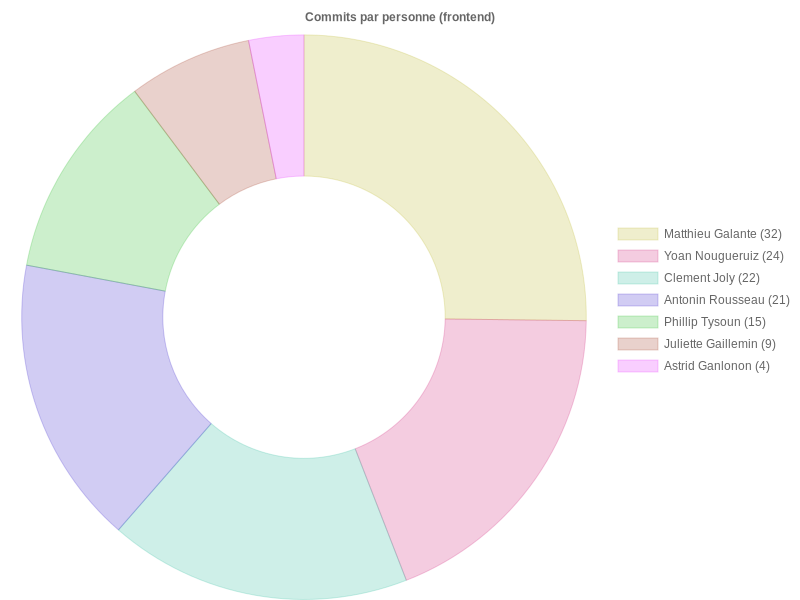 Commits par personne (frontend)
Matthieu Galante (32)
Yoan Nougueruiz (24)
Clement Joly (22)
Antonin Rousseau (21)
Phillip Tysoun (15)
Juliette Gaillemin (9)
Astrid Ganlonon (4)